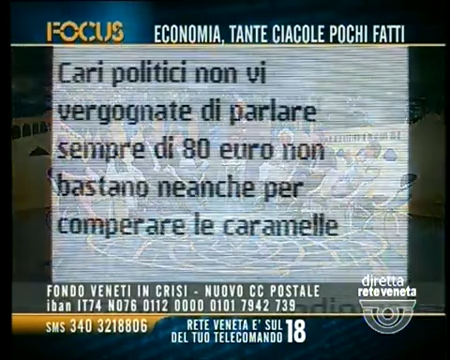 FOCUS
ECONOMIA, TANTE CIACOLE POCHI FATTI
Cari politici non vi
vergognate di parlare
sempre di 80 euro non
bastano neanche per
comperare le caramelle
diretta
reteveneta
FONDO VENETI IN CRISI - NUOVO CC POSTALE
iban IT74 N076 0112 0000 0101 7942 739
SMS 340 3218806
RETE VENETA E' SUL
DEL TUO TELECOMANDO 18